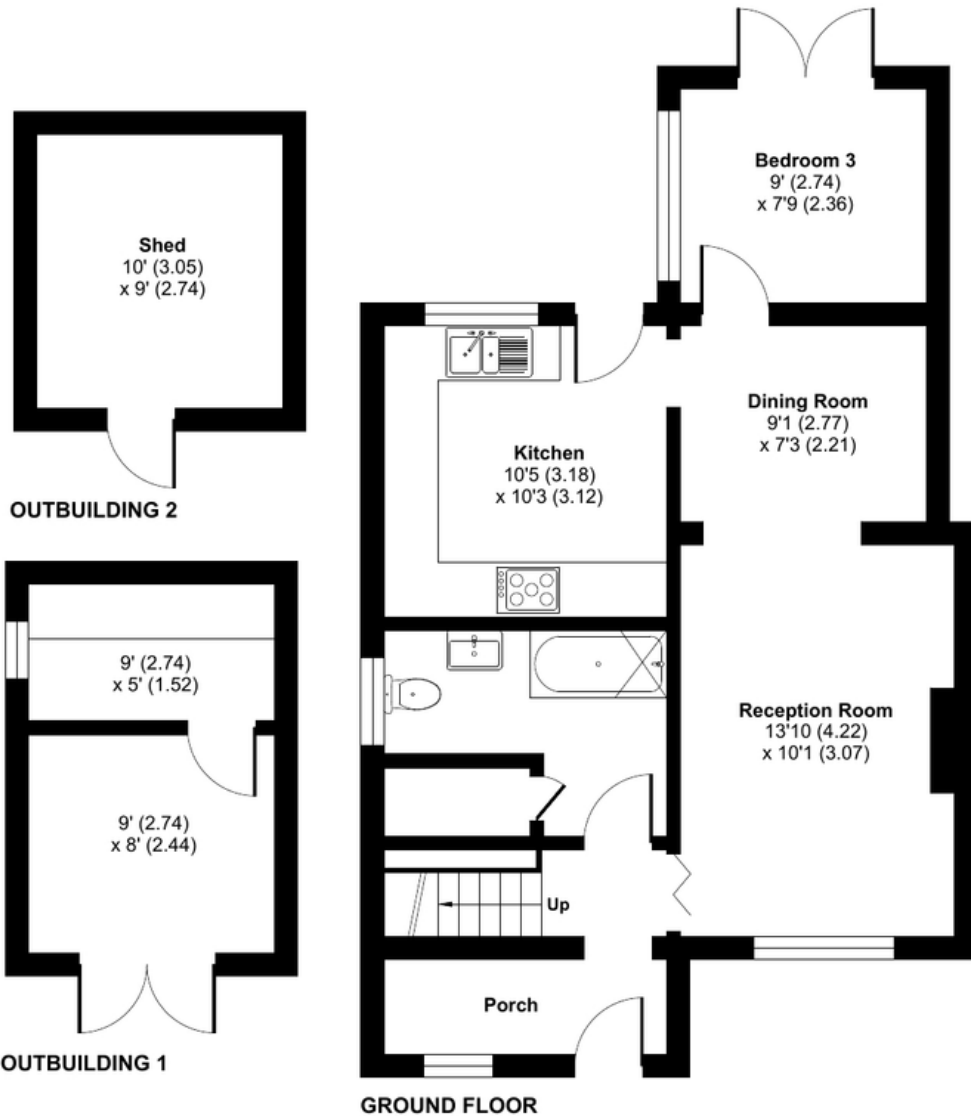 Bedroom 3
9' (2.74)
x 7'9 (2.36)
Shed
10' (3.05)
x 9' (2.74)
OUTBUILDING 2
Dining Room
9'1 (2.77)
x 7'3 (2.21)
Kitchen
10'5 (3.18)
x 10'3 (3.12)
9' (2.74)
x 5' (1.52)
Reception Room
13'10 (4.22)
x 10'1 (3.07)
9' (2.74)
x 8' (2.44)
Up
Porch
OUTBUILDING 1
GROUND FLOOR